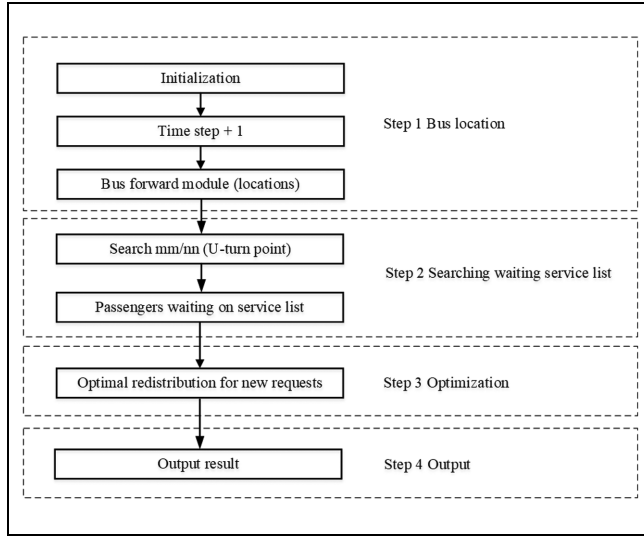 Initialization
Time step + 1
Step 1 Bus location
Bus forward module (locations)
Search mm/nn (U-turn point)
Step 2 Searching waiting service list
Passengers waiting on service list
Optimal redistribution for new requests
Step 3 Optimization
Output result
Step 4 Output